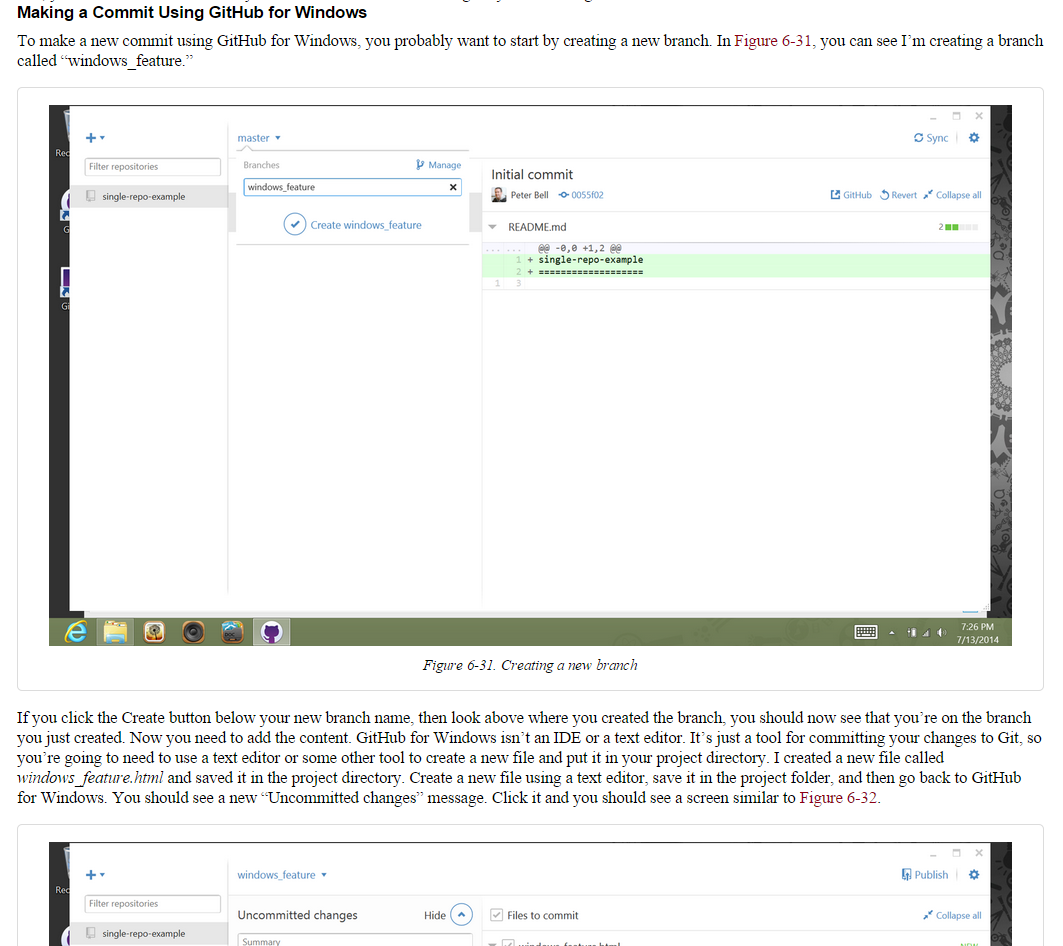 Making a Commit Using GitHub for Windows
To make a new commit using GitHub for Windows, you probably want to start by creating a new branch. In Figure 6-31, you can see I’m creating a branch
called “windows_feature.”
Rec
master
Sync
Filter repositories
Branches
Manage
single-repo-example
windows_feature
Create windows_feature
Initial commit
Peter Bell 0055f02
GitHub Revert Collapse all
README.md
2
... ... @@ -0,0 +1,2 @@
1 + single-repo-example
2 + ===================
1 3
7:26 PM
7/13/2014
Figure 6-31. Creating a new branch
If you click the Create button below your new branch name, then look above where you created the branch, you should now see that you’re on the branch
you just created. Now you need to add the content. GitHub for Windows isn’t an IDE or a text editor. It’s just a tool for committing your changes to Git, so
you’re going to need to use a text editor or some other tool to create a new file and put it in your project directory. I created a new file called
windows_feature.html and saved it in the project directory. Create a new file using a text editor, save it in the project folder, and then go back to GitHub
for Windows. You should see a new “Uncommitted changes” message. Click it and you should see a screen similar to Figure 6-32.
Rec
windows_feature
Publish
Filter repositories
single-repo-example
Uncommitted changes
Hide
Files to commit
Collapse all
Summary